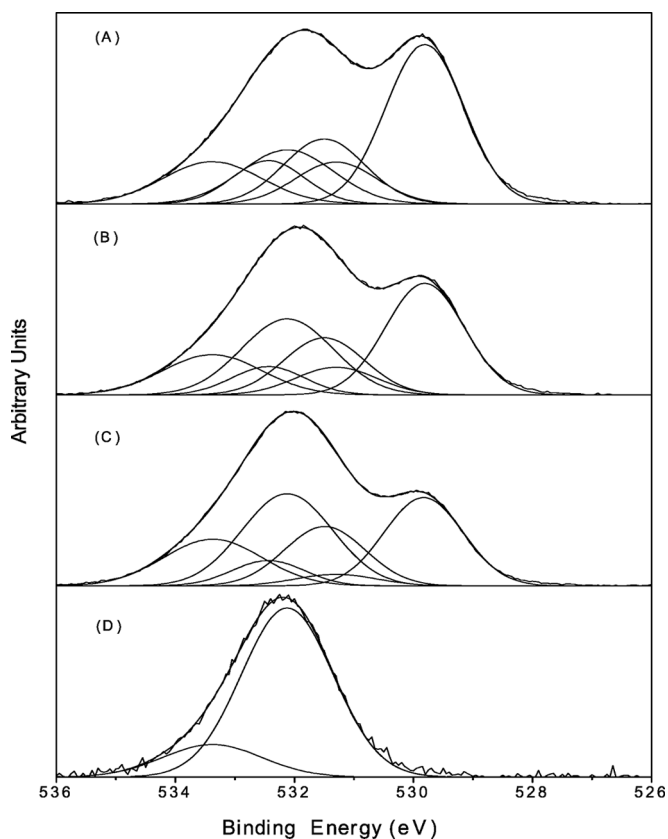 (A)
(B)
(C)
(D)
Arbitrary Units
536 534 532 530 528 526
Binding Energy (eV)